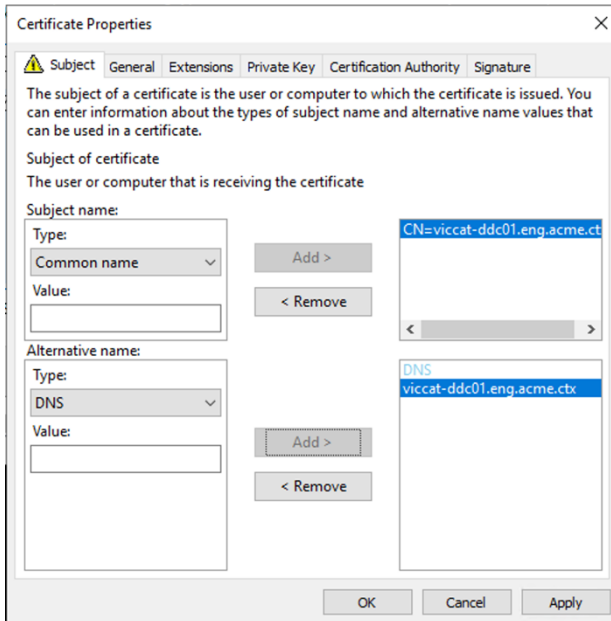 Certificate Properties
Subject General Extensions Private Key Certification Authority Signature
The subject of a certificate is the user or computer to which the certificate is issued. You
can enter information about the types of subject name and alternative name values that
can be used in a certificate.
Subject of certificate
The user or computer that is receiving the certificate
Subject name:
Type:
Common name
Value:
Add >
< Remove
CN=viccat-ddc01.eng.acme.ct
Alternative name:
Type:
DNS
Value:
Add >
< Remove
DNS
viccat-ddc01.eng.acme.ctx
OK Cancel Apply